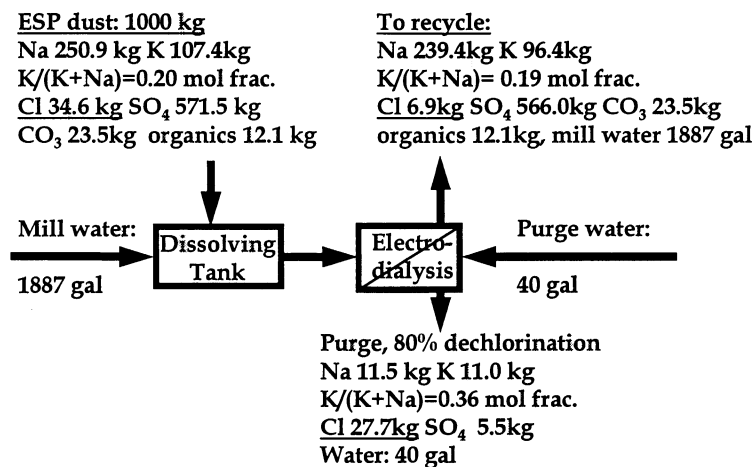 ESP dust: 1000 kg
Na 250.9 kg K 107.4kg
K/(K+Na)=0.20 mol frac.
Cl 34.6 kg SO₄ 571.5 kg
CO₃ 23.5kg organics 12.1 kg
To recycle:
Na 239.4kg K 96.4kg
K/(K+Na)= 0.19 mol frac.
Cl 6.9kg SO₄ 566.0kg CO₃ 23.5kg
organics 12.1kg, mill water 1887 gal
Mill water:
1887 gal
Dissolving
Tank
Electro-
dialysis
Purge water:
40 gal
Purge, 80% dechlorination
Na 11.5 kg K 11.0 kg
K/(K+Na)=0.36 mol frac.
Cl 27.7kg SO₄ 5.5kg
Water: 40 gal